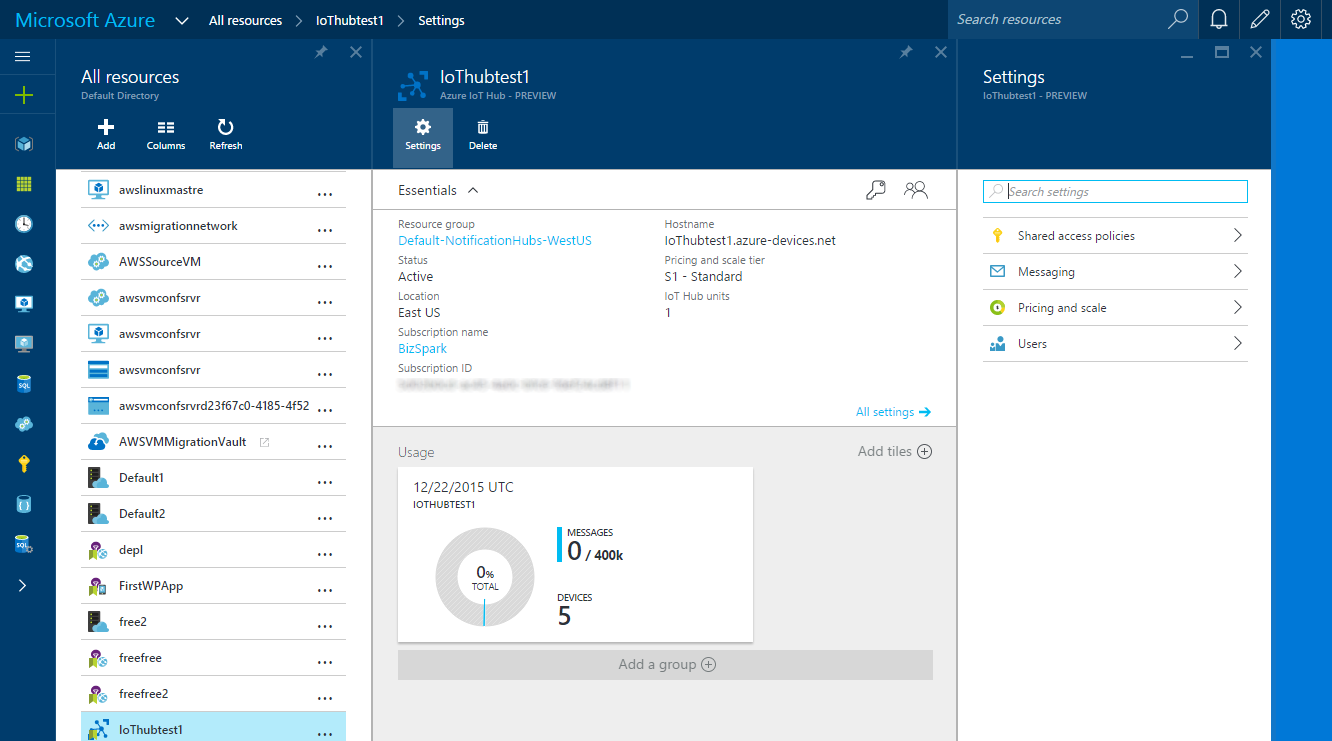 Microsoft Azure
All resources
IoThubtest1
Settings
Search resources
All resources
Default Directory
Add
Columns
Refresh
awslinuxmastre
awsmigrationnetwork
AWSSourceVM
awsvmconfsrvr
awsvmconfsrvr
awsvmconfsrvr
awsvmconfsrvrd23f67c0-4185-4f52
AWSVMMigrationVault
Default1
Default2
depl
FirstWPApp
free2
freefree
freefree2
IoThubtest1
SQL
SQL
IoThubtest1
Azure IoT Hub - PREVIEW
Settings
Delete
Essentials
Resource group
Default-NotificationHubs-WestUS
Status
Active
Location
East US
Subscription name
BizSpark
Subscription ID
Hostname
IoThubtest1.azure-devices.net
Pricing and scale tier
S1 - Standard
IoT Hub units
1
All settings
Usage
Add tiles
12/22/2015 UTC
IOTHUBTEST1
0%
TOTAL
MESSAGES
0 / 400k
DEVICES
5
Add a group
Settings
IoThubtest1 - PREVIEW
Search settings
Shared access policies
Messaging
Pricing and scale
Users